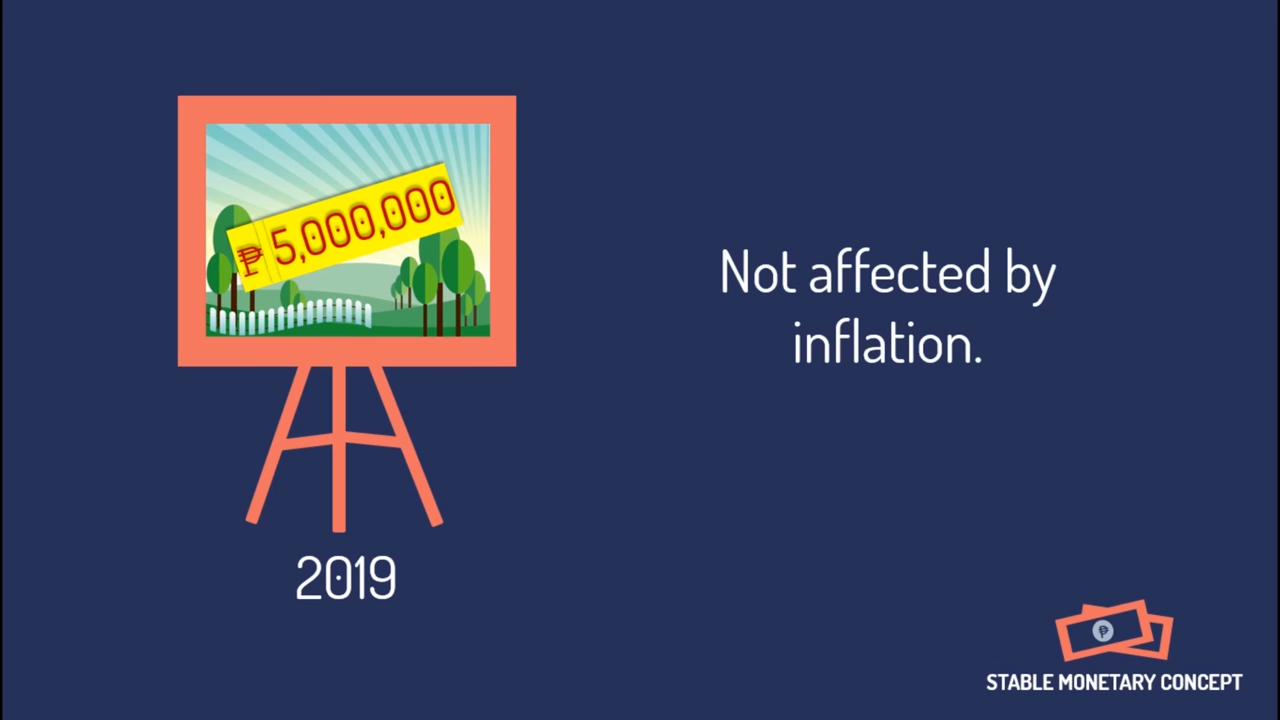 ₱ 5,000,000
Not affected by
inflation.
2019
₱
STABLE MONETARY CONCEPT